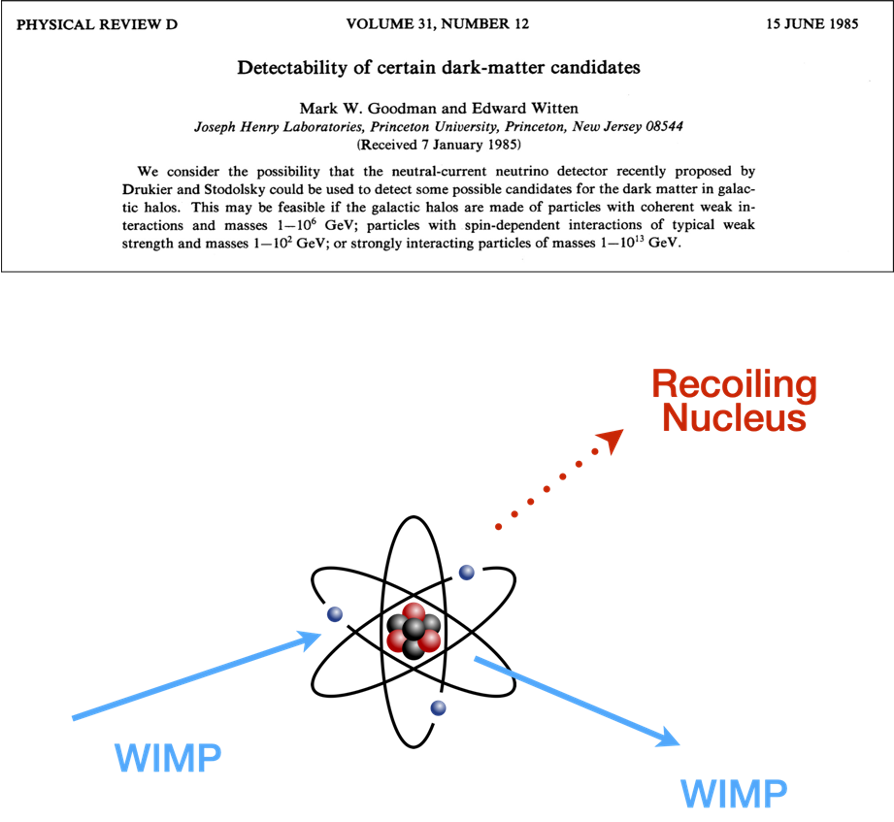 PHYSICAL REVIEW D VOLUME 31, NUMBER 12 15 JUNE 1985
Detectability of certain dark-matter candidates
Mark W. Goodman and Edward Witten
Joseph Henry Laboratories, Princeton University, Princeton, New Jersey 08544
(Received 7 January 1985)
We consider the possibility that the neutral-current neutrino detector recently proposed by
Drukier and Stodolsky could be used to detect some possible candidates for the dark matter in galac-
tic halos. This may be feasible if the galactic halos are made of particles with coherent weak in-
teractions and masses 1—10⁶ GeV; particles with spin-dependent interactions of typical weak
strength and masses 1—10² GeV; or strongly interacting particles of masses 1—10¹³ GeV.
Recoiling
Nucleus
WIMP
WIMP